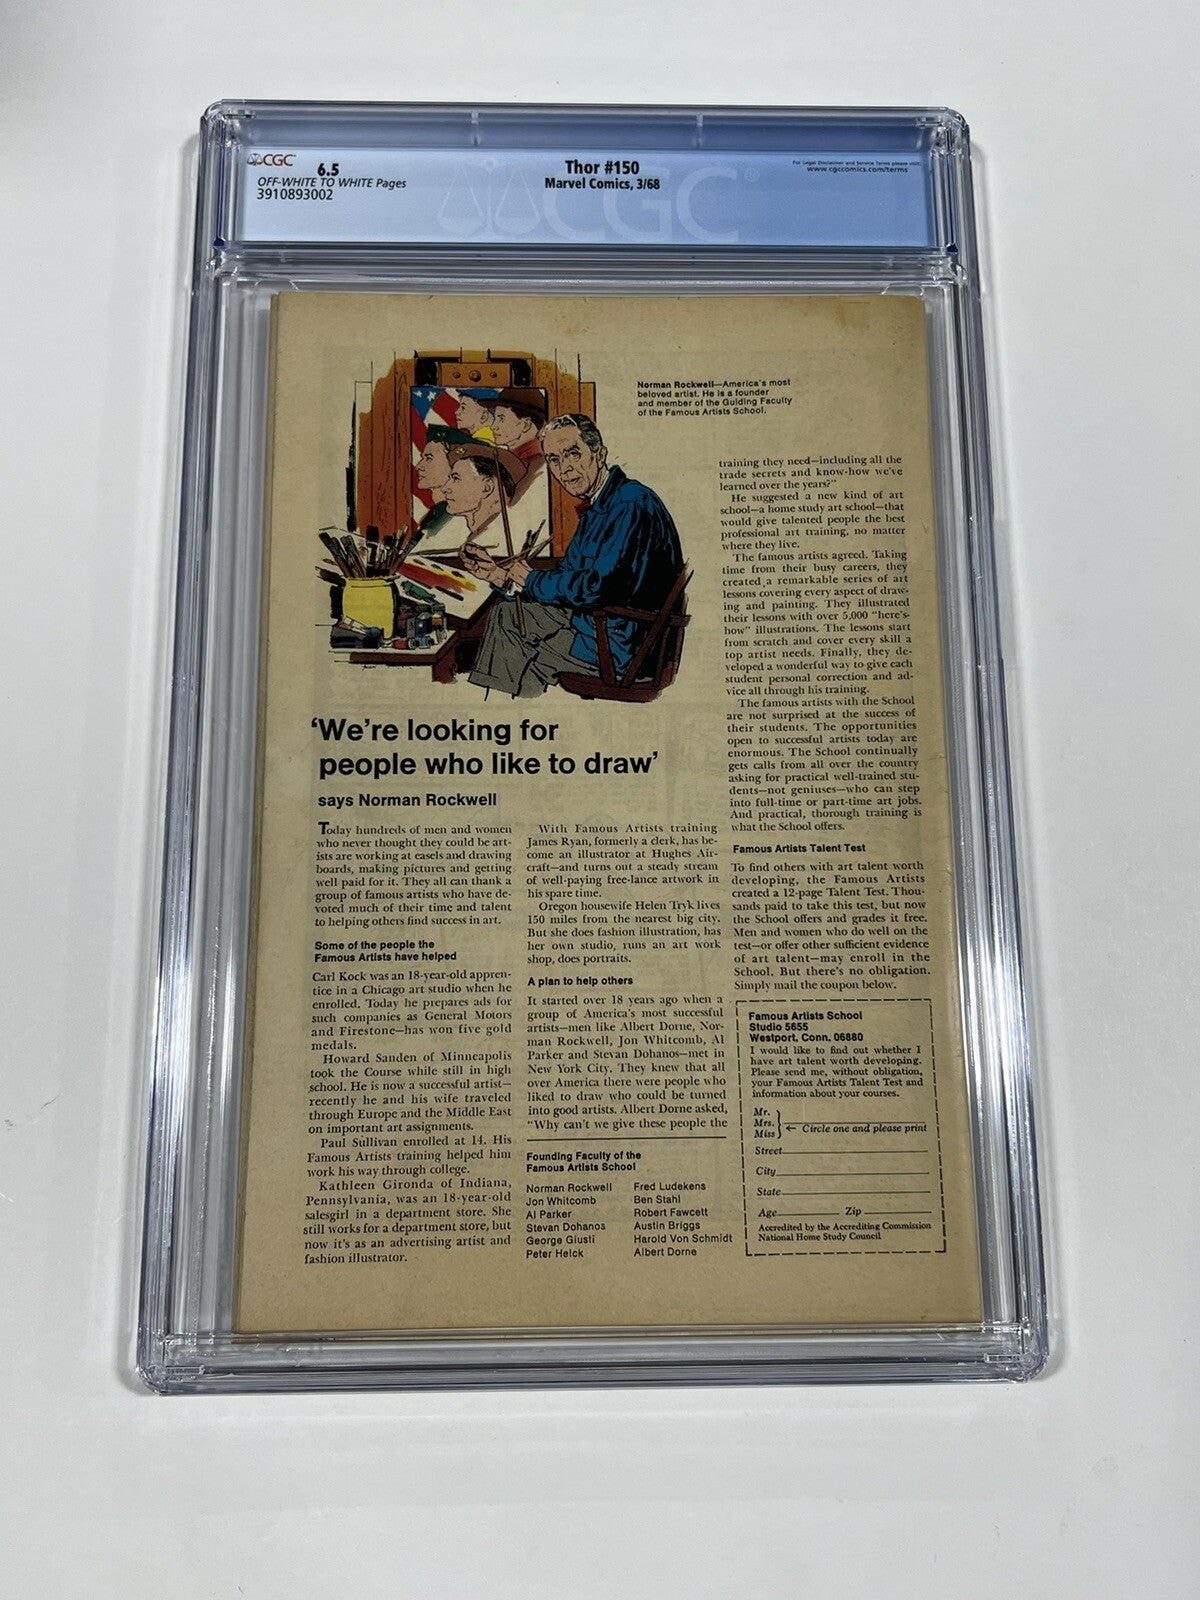 CGC
6.5
OFF-WHITE TO WHITE Pages
3910893002
Thor #150
Marvel Comics, 3/68
For Legal Disclaimer and Service Terms please visit:
www.cgccomics.com/terms
CGC
Norman Rockwell—America's most
beloved artist. He is a founder
and member of the Guiding Faculty
of the Famous Artists School.
'We're looking for
people who like to draw'
says Norman Rockwell
Today hundreds of men and women
who never thought they could be art-
ists are working at easels and drawing
boards, making pictures and getting
well paid for it. They all can thank a
group of famous artists who have de-
voted much of their time and talent
to helping others find success in art.
Some of the people the
Famous Artists have helped
Carl Kock was an 18-year-old appren-
tice in a Chicago art studio when he
enrolled. Today he prepares ads for
such companies as General Motors
and Firestone—has won five gold
medals.
Howard Sanden of Minneapolis
took the Course while still in high
school. He is now a successful artist—
recently he and his wife traveled
through Europe and the Middle East
on important art assignments.
Paul Sullivan enrolled at 14. His
Famous Artists training helped him
work his way through college.
Kathleen Gironda of Indiana,
Pennsylvania, was an 18-year-old
salesgirl in a department store. She
still works for a department store, but
now it's as an advertising artist and
fashion illustrator.
With Famous Artists training
James Ryan, formerly a clerk, has be-
come an illustrator at Hughes Air-
craft—and turns out a steady stream
of well-paying free-lance artwork in
his spare time.
Oregon housewife Helen Tryk lives
150 miles from the nearest big city.
But she does fashion illustration, has
her own studio, runs an art work
shop, does portraits.
A plan to help others
It started over 18 years ago when a
group of America's most successful
artists—men like Albert Dorne, Nor-
man Rockwell, Jon Whitcomb, Al
Parker and Stevan Dohanos—met in
New York City. They knew that all
over America there were people who
liked to draw who could be turned
into good artists. Albert Dorne asked,
"Why can't we give these people the
Founding Faculty of the
Famous Artists School
Norman Rockwell
Jon Whitcomb
Al Parker
Stevan Dohanos
George Giusti
Peter Helck
Fred Ludekens
Ben Stahl
Robert Fawcett
Austin Briggs
Harold Von Schmidt
Albert Dorne
training they need—including all the
trade secrets and know-how we've
learned over the years?"
He suggested a new kind of art
school—a home study art school—that
would give talented people the best
professional art training, no matter
where they live.
The famous artists agreed. Taking
time from their busy careers, they
created a remarkable series of art
lessons covering every aspect of draw-
ing and painting. They illustrated
their lessons with over 5,000 "here's-
how" illustrations. The lessons start
from scratch and cover every skill a
top artist needs. Finally, they de-
veloped a wonderful way to give each
student personal correction and ad-
vice all through his training.
The famous artists with the School
are not surprised at the success of
their students. The opportunities
open to successful artists today are
enormous. The School continually
gets calls from all over the country
asking for practical well-trained stu-
dents—not geniuses—who can step
into full-time or part-time art jobs.
And practical, thorough training is
what the School offers.
Famous Artists Talent Test
To find others with art talent worth
developing, the Famous Artists
created a 12-page Talent Test. Thou-
sands paid to take this test, but now
the School offers and grades it free.
Men and women who do well on the
test—or offer other sufficient evidence
of art talent—may enroll in the
School. But there's no obligation.
Simply mail the coupon below.
Famous Artists School
Studio 5655
Westport, Conn. 06880
I would like to find out whether I
have art talent worth developing.
Please send me, without obligation,
your Famous Artists Talent Test and
information about your courses.
Mr.
Mrs.
Miss
Circle one and please print
Street
City
State
Age Zip
Accredited by the Accrediting Commission
National Home Study Council